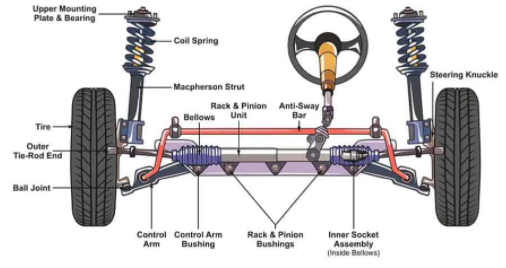 Upper Mounting
Plate & Bearing
Coil Spring
Macpherson Strut
Steering Knuckle
Rack & Pinion
Unit
Anti-Sway
Bar
Bellows
Tire
Outer
Tie-Rod End
Ball Joint
Control
Arm
Control Arm
Bushing
Rack & Pinion
Bushings
Inner Socket
Assembly
(Inside Bellows)